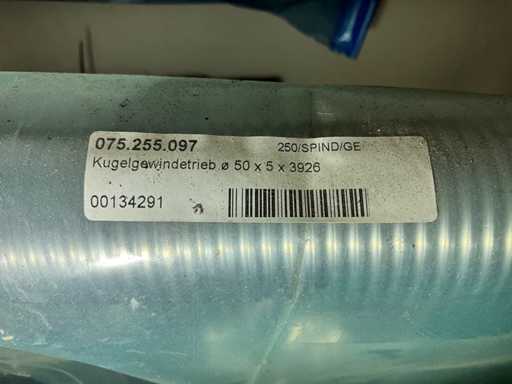 075.255.097 250/SPIND/GE
Kugelgewindetrieb ø 50 x 5 x 3926
00134291